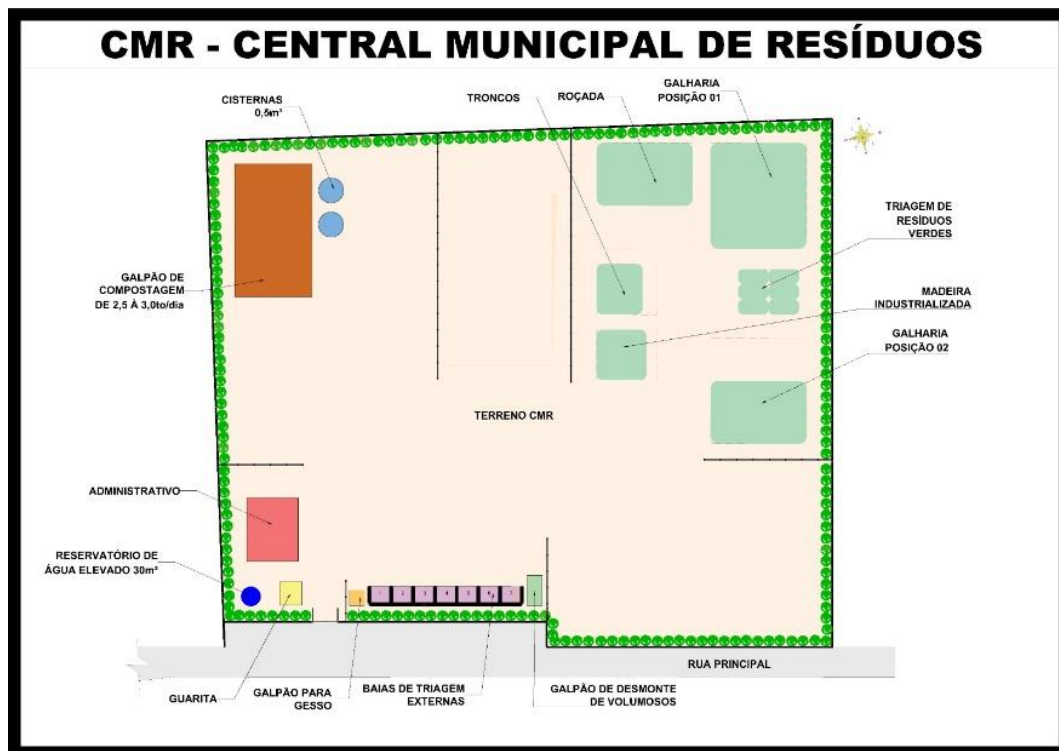 CMR - CENTRAL MUNICIPAL DE RESÍDUOS
CISTERNAS
0,5m³
TRONCOS
ROÇADA
GALHARIA
POSIÇÃO 01
TRIAGEM DE
RESÍDUOS
VERDES
GALPÃO DE
COMPOSTAGEM
DE 2,5 À 3,0to/dia
MADEIRA
INDUSTRIALIZADA
GALHARIA
POSIÇÃO 02
TERRENO CMR
ADMINISTRATIVO
RESERVATÓRIO DE
ÁGUA ELEVADO 30m³
1 2 3 4 5 6 7
RUA PRINCIPAL
GUARITA
GALPÃO PARA
GESSO
BAIAS DE TRIAGEM
EXTERNAS
GALPÃO DE DESMONTE
DE VOLUMOSOS